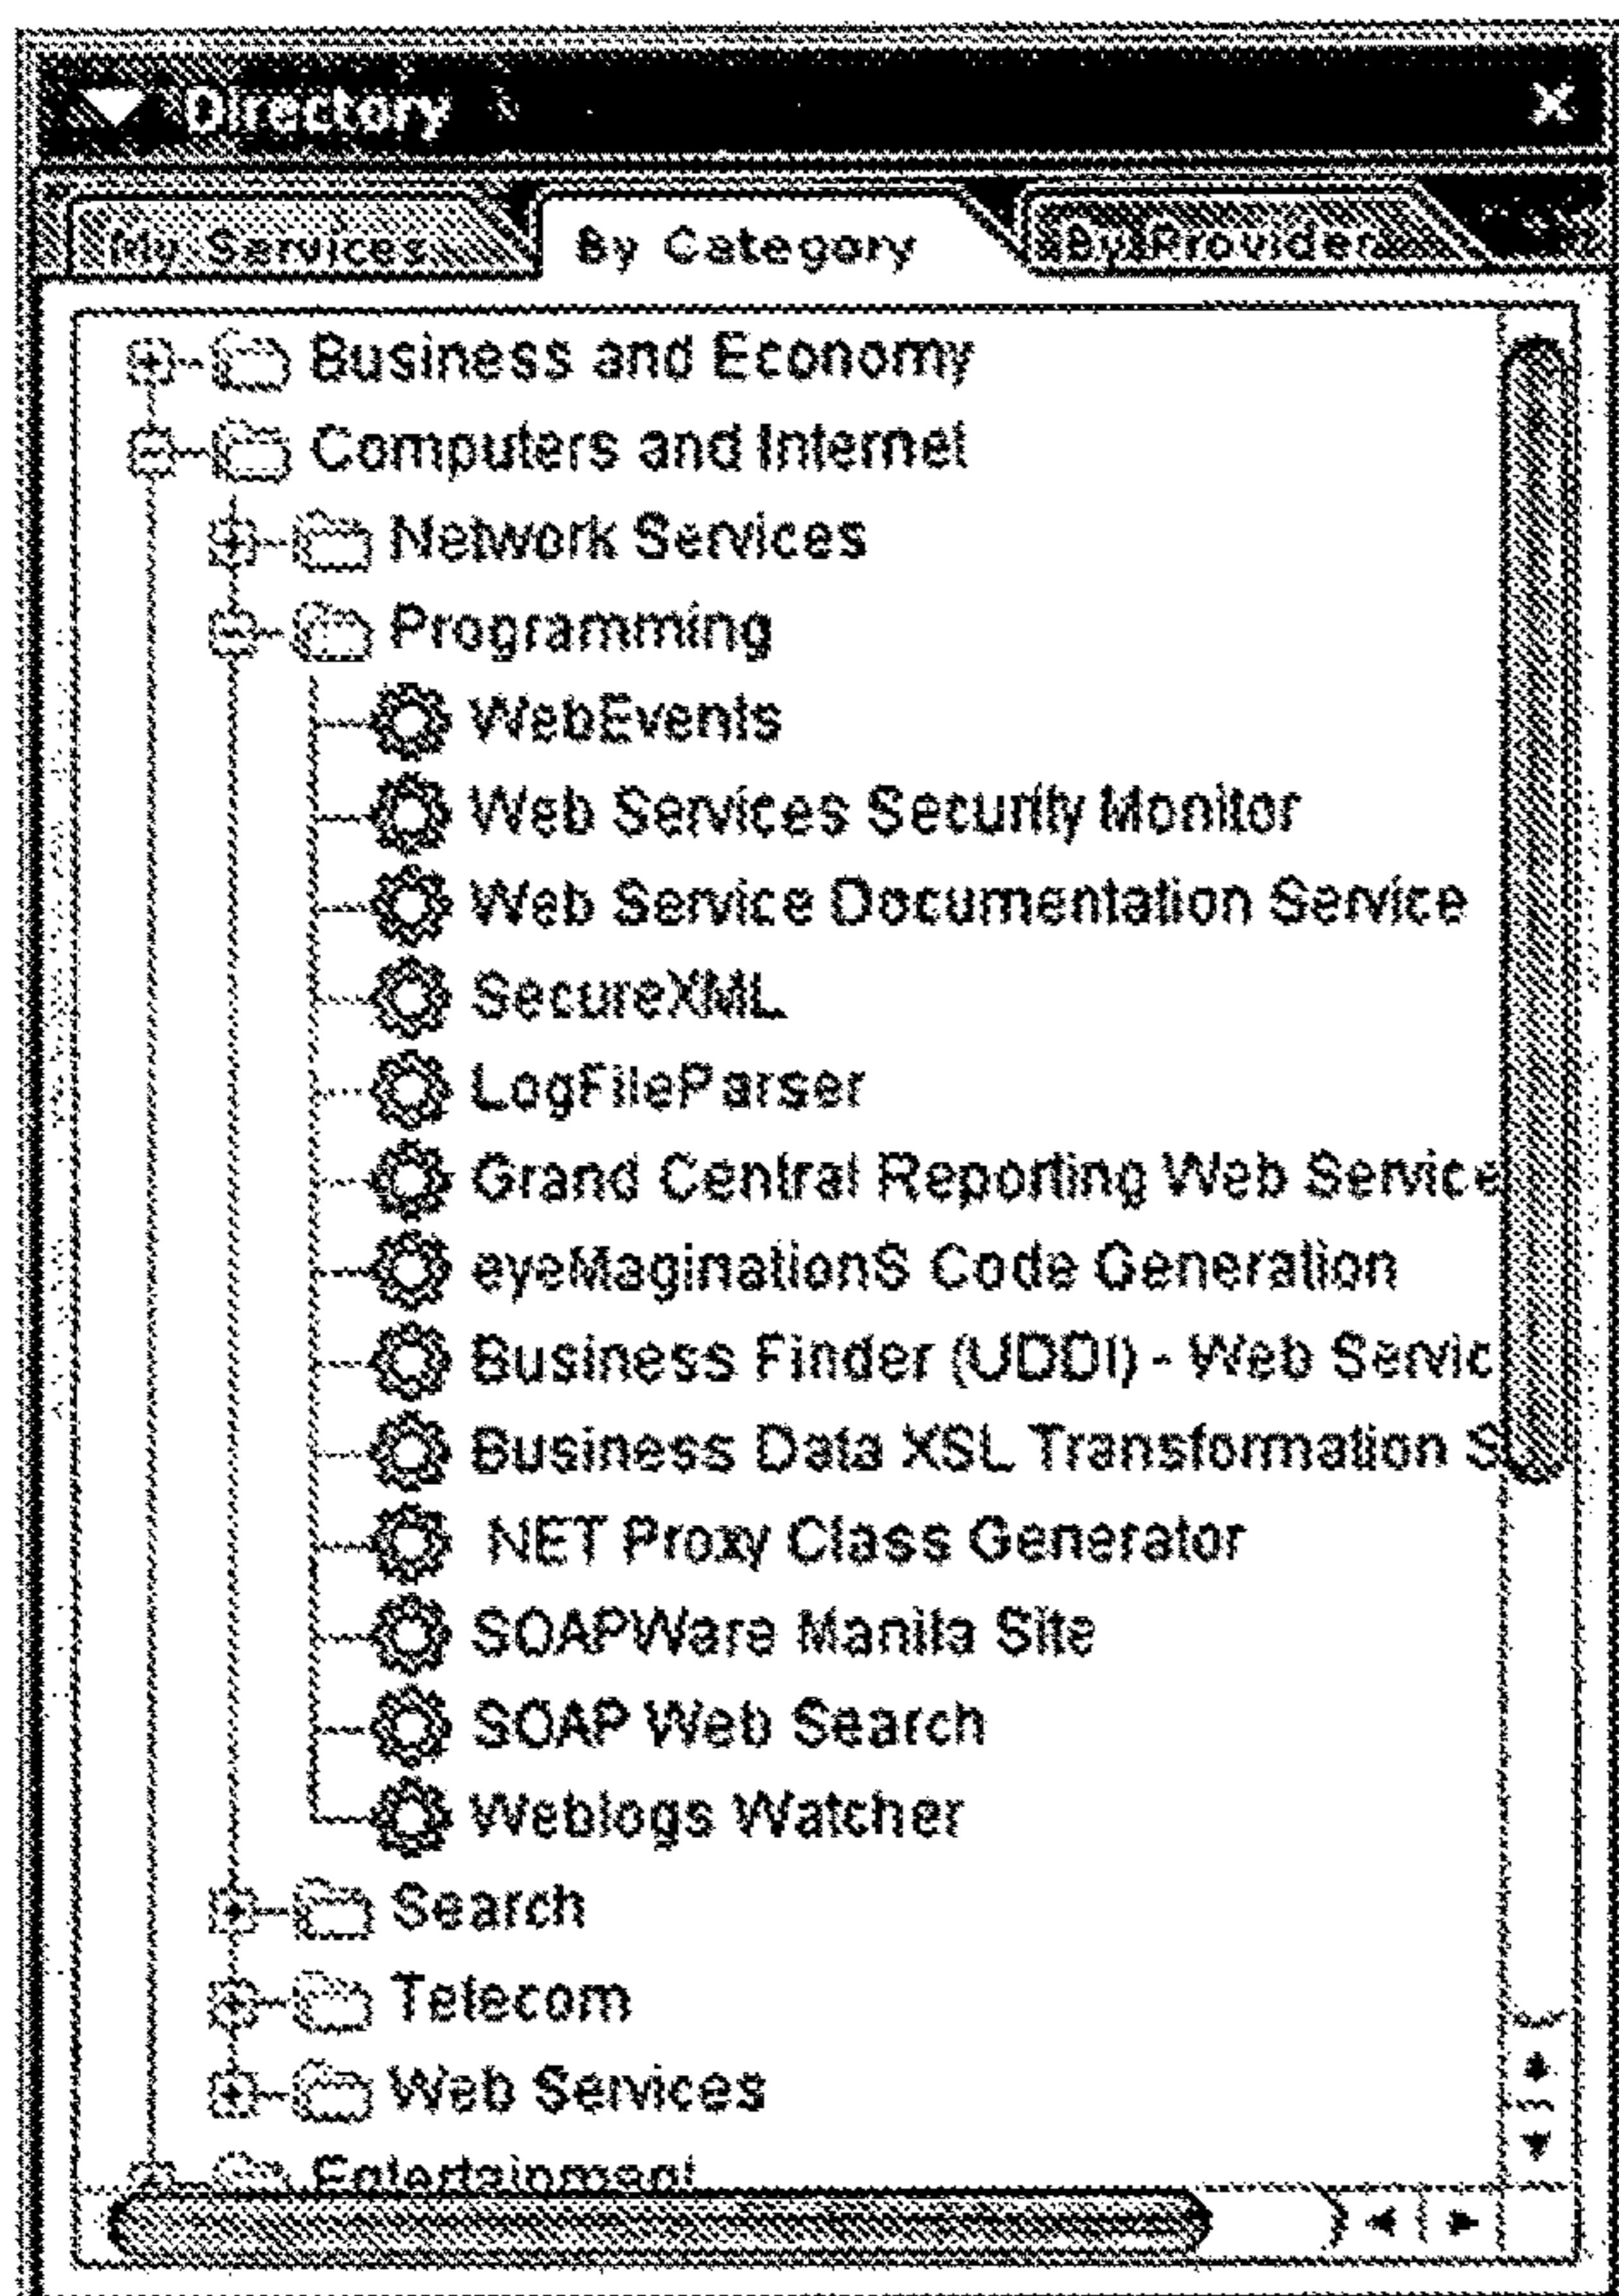 Directory
My Services By Category By Provider
Business and Economy
Computers and Internet
Network Services
Programming
WebEvents
Web Services Security Monitor
Web Service Documentation Service
SecureXML
LogFileParser
Grand Central Reporting Web Service
eyeMaginationS Code Generation
Business Finder (UDDI) - Web Servic
Business Data XSL Transformation S
NET Proxy Class Generator
SOAPWare Manila Site
SOAP Web Search
Weblogs Watcher
Search
Telecom
Web Services
Entertainment